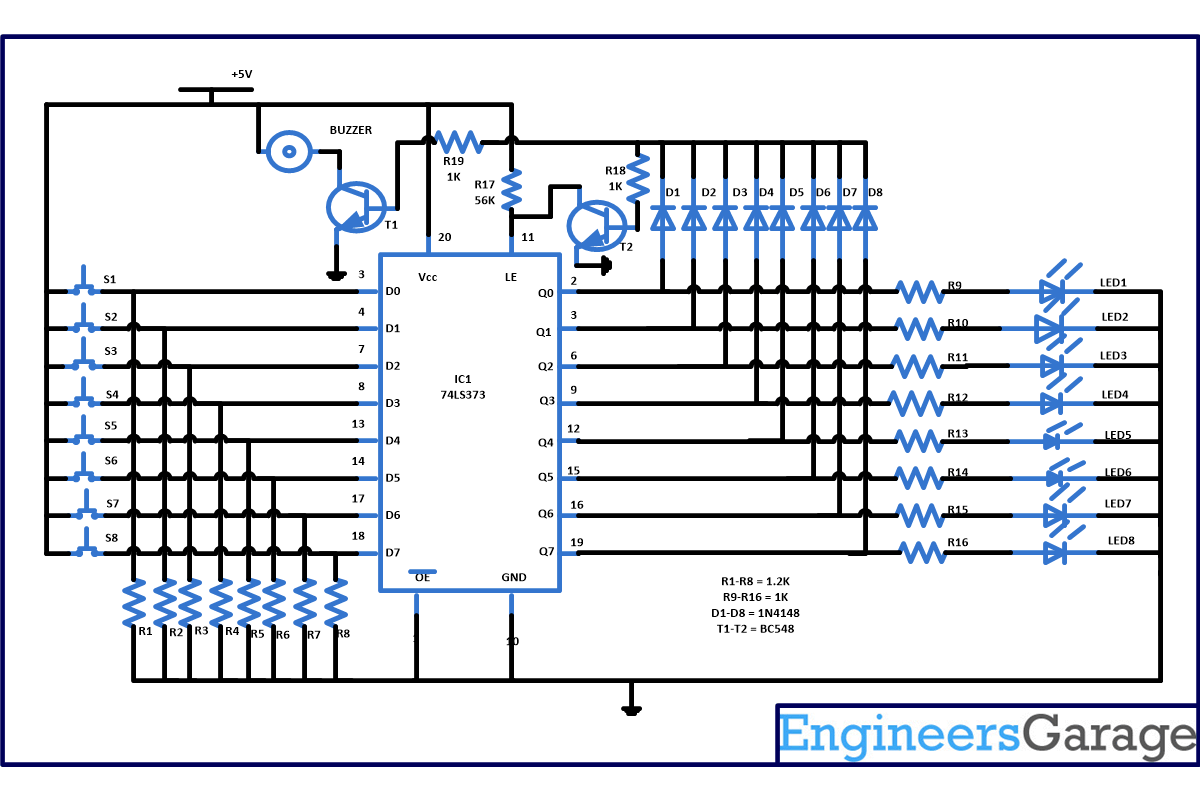 +5V
BUZZER
R19
1K
R17
56K
R18
1K
D1 D2 D3 D4 D5 D6 D7 D8
T1
T2
20
11
Vcc
LE
S1
3
D0
S2
4
D1
S3
7
D2
S4
8
D3
S5
13
D4
S6
14
D5
S7
17
D6
S8
18
D7
IC1
74LS373
2
Q0
R9
LED1
3
Q1
R10
LED2
6
Q2
R11
LED3
9
Q3
R12
LED4
12
Q4
R13
LED5
15
Q5
R14
LED6
16
Q6
R15
LED7
19
Q7
R16
LED8
OE
GND
R1 R2 R3 R4 R5 R6 R7 R8
10
R1-R8 = 1.2K
R9-R16 = 1K
D1-D8 = 1N4148
T1-T2 = BC548
EngineersGarage